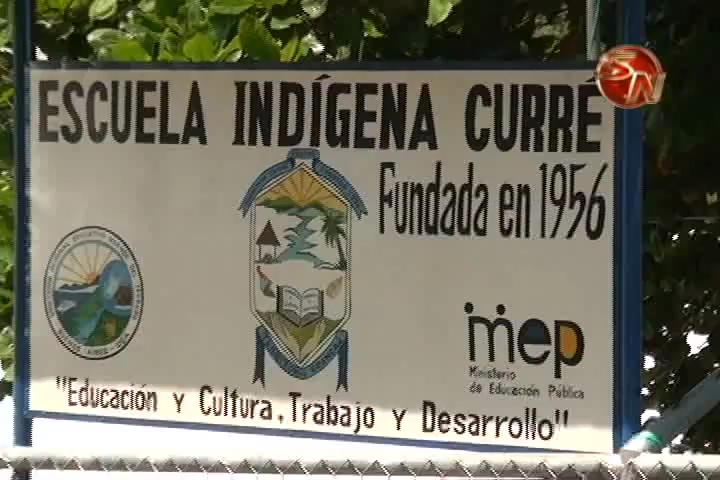 ESCUELA INDÍGENA CURRÉ
Fundada en 1956
mep
Ministerio
de Educación Pública
"Educación y Cultura, Trabajo y Desarrollo"